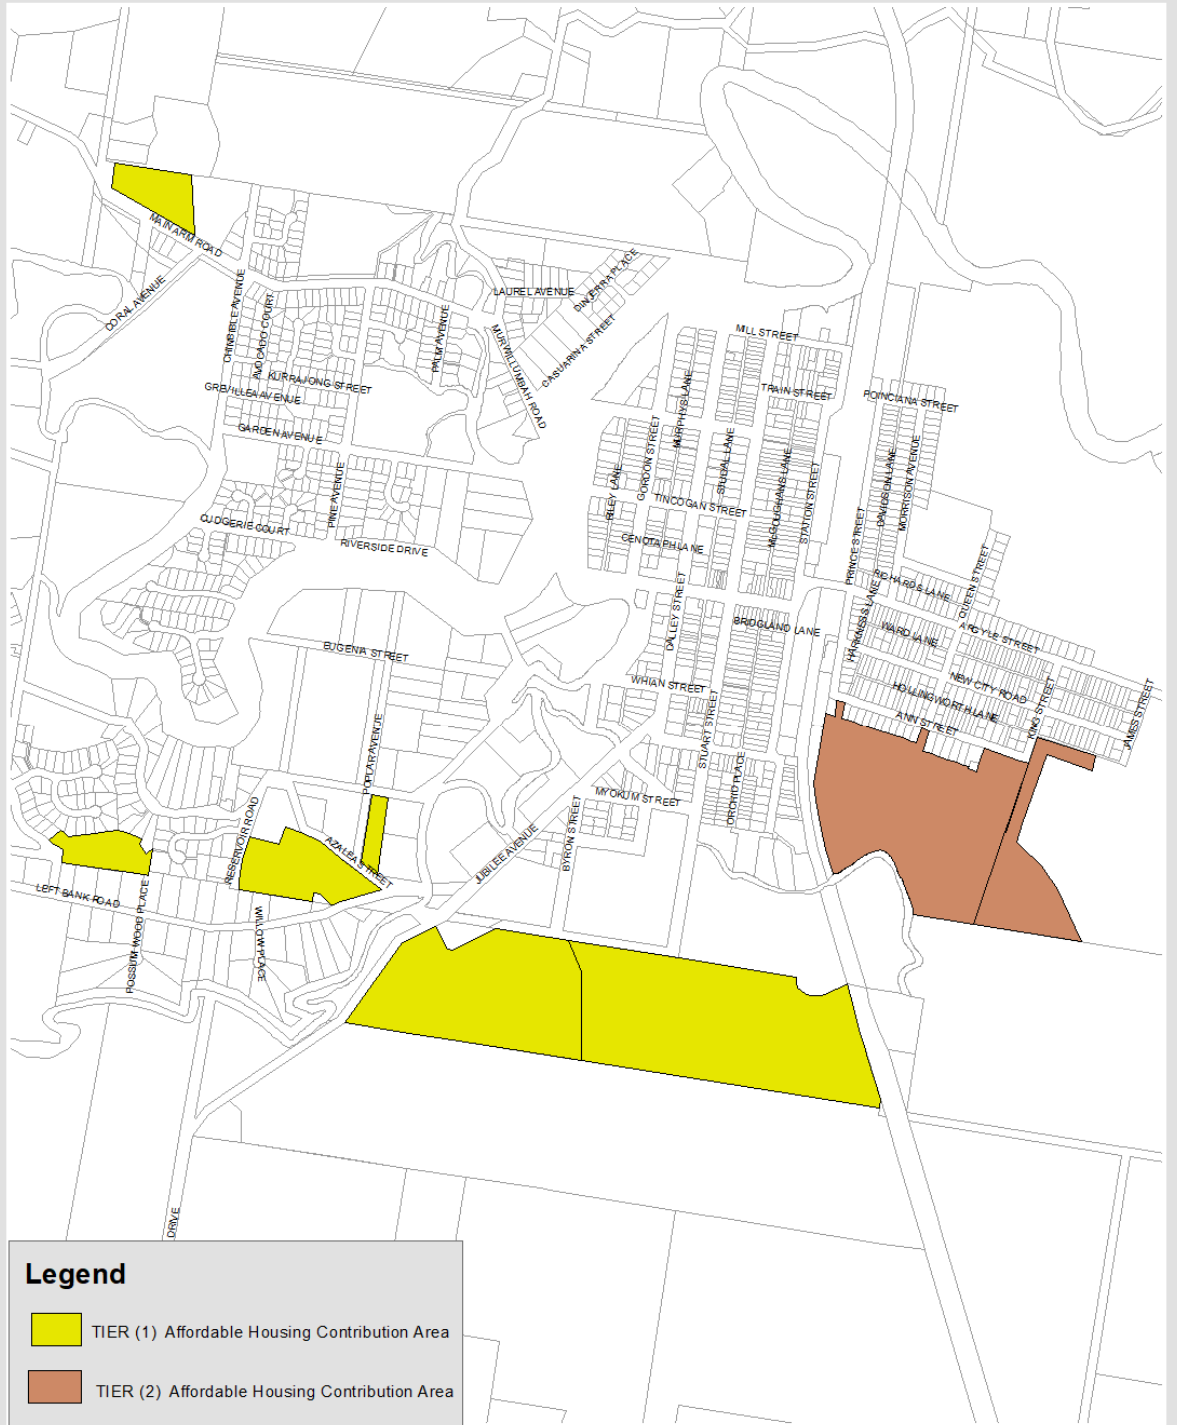 MAIN ARM ROAD
CORAL AVENUE
CHINBIBLE AVENUE
AVOCADO COURT
KURRAJONG STREET
GREVILLEA AVENUE
GARDEN AVENUE
PALM AVENUE
LAUREL AVENUE
DINJERRA PLACE
CASUARINA STREET
MURWILLUMBAH ROAD
MILL STREET
TRAIN STREET
POINCIANA STREET
MURPHYS LANE
GORDON STREET
STUDAL LANE
McGOUGHANS LANE
STATION STREET
DAVIDSON LANE
MORRISON AVENUE
PRINCE STREET
RILEY LANE
TINCOGAN STREET
CENOTAPH LANE
PINE AVENUE
CUDGERIE COURT
RIVERSIDE DRIVE
RICHARDS LANE
QUEEN STREET
DALLEY STREET
BRIDGLAND LANE
HARKNESS LANE
WARD LANE
ARGYLE STREET
EUGENIA STREET
WHIAN STREET
NEW CITY ROAD
HOLLINGWORTH LANE
ANN STREET
KING STREET
JAMES STREET
STUART STREET
POPLAR AVENUE
ORCHID PLACE
MYOKUM STREET
BYRON STREET
JUBILEE AVENUE
RESERVOIR ROAD
AZALEA STREET
LEFT BANK ROAD
POSSUM WOOD PLACE
WILLOW PLACE
DRIVE
Legend
TIER (1) Affordable Housing Contribution Area
TIER (2) Affordable Housing Contribution Area